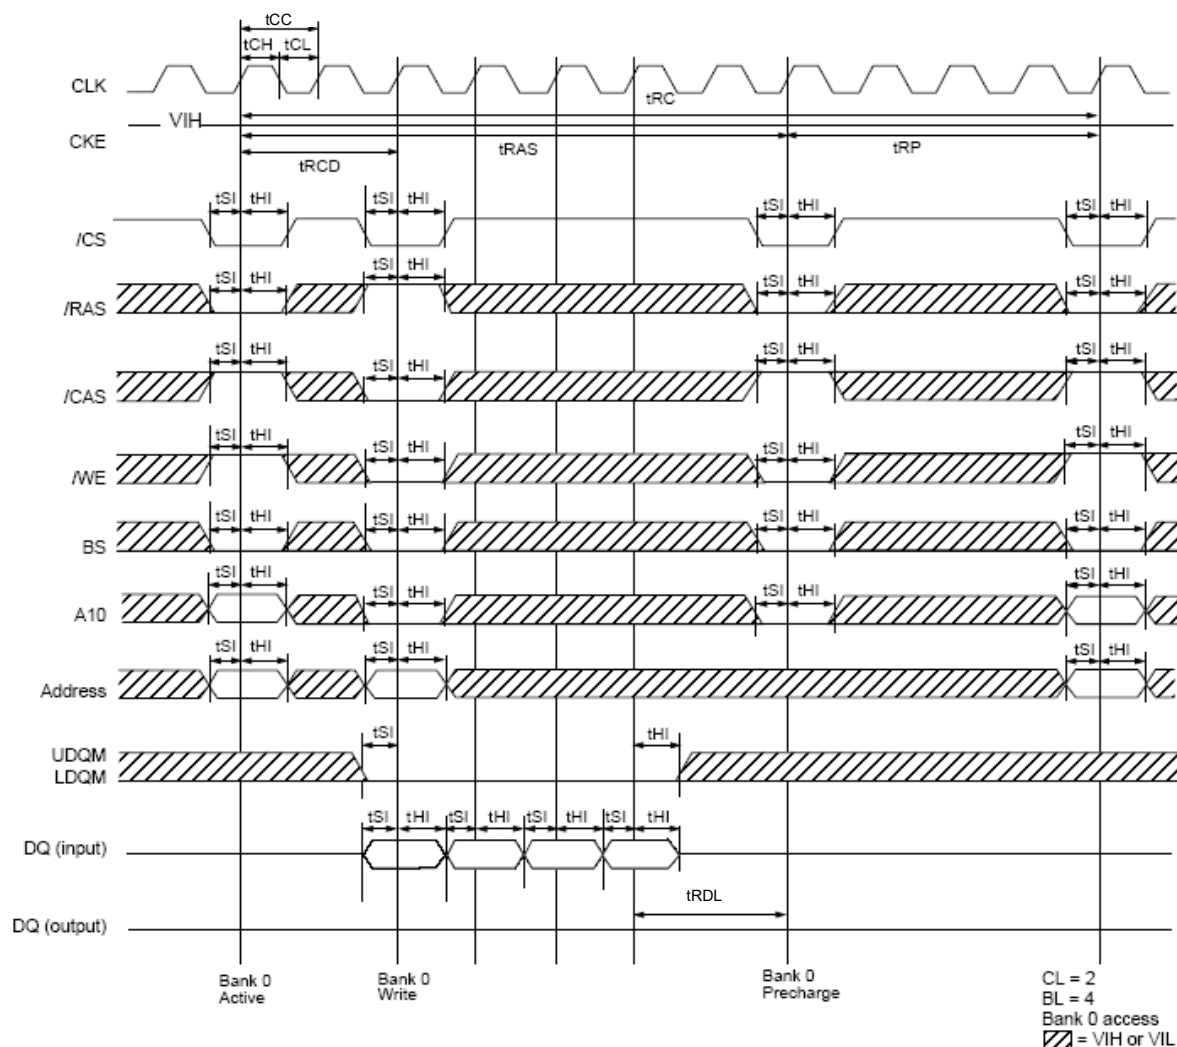 tCC
tCH tCL
CLK
tRC
VIH
CKE
tRAS tRP
tRCD
tSI tHI tSI tHI tSI tHI tSI tHI
/CS
tSI tHI tSI tHI tSI tHI tSI tHI
/RAS
tSI tHI tSI tHI tSI tHI tSI tHI
/CAS
tSI tHI tSI tHI tSI tHI tSI tHI
/WE
tSI tHI tSI tHI tSI tHI tSI tHI
BS
tSI tHI tSI tHI tSI tHI tSI tHI
A10
tSI tHI tSI tHI tSI tHI
Address
tSI tHI
UDQM
LDQM
tSI tHI tSI tHI tSI tHI tSI tHI
DQ (input)
tRDL
DQ (output)
Bank 0
Active
Bank 0
Write
Bank 0
Precharge
CL = 2
BL = 4
Bank 0 access
= VIH or VIL